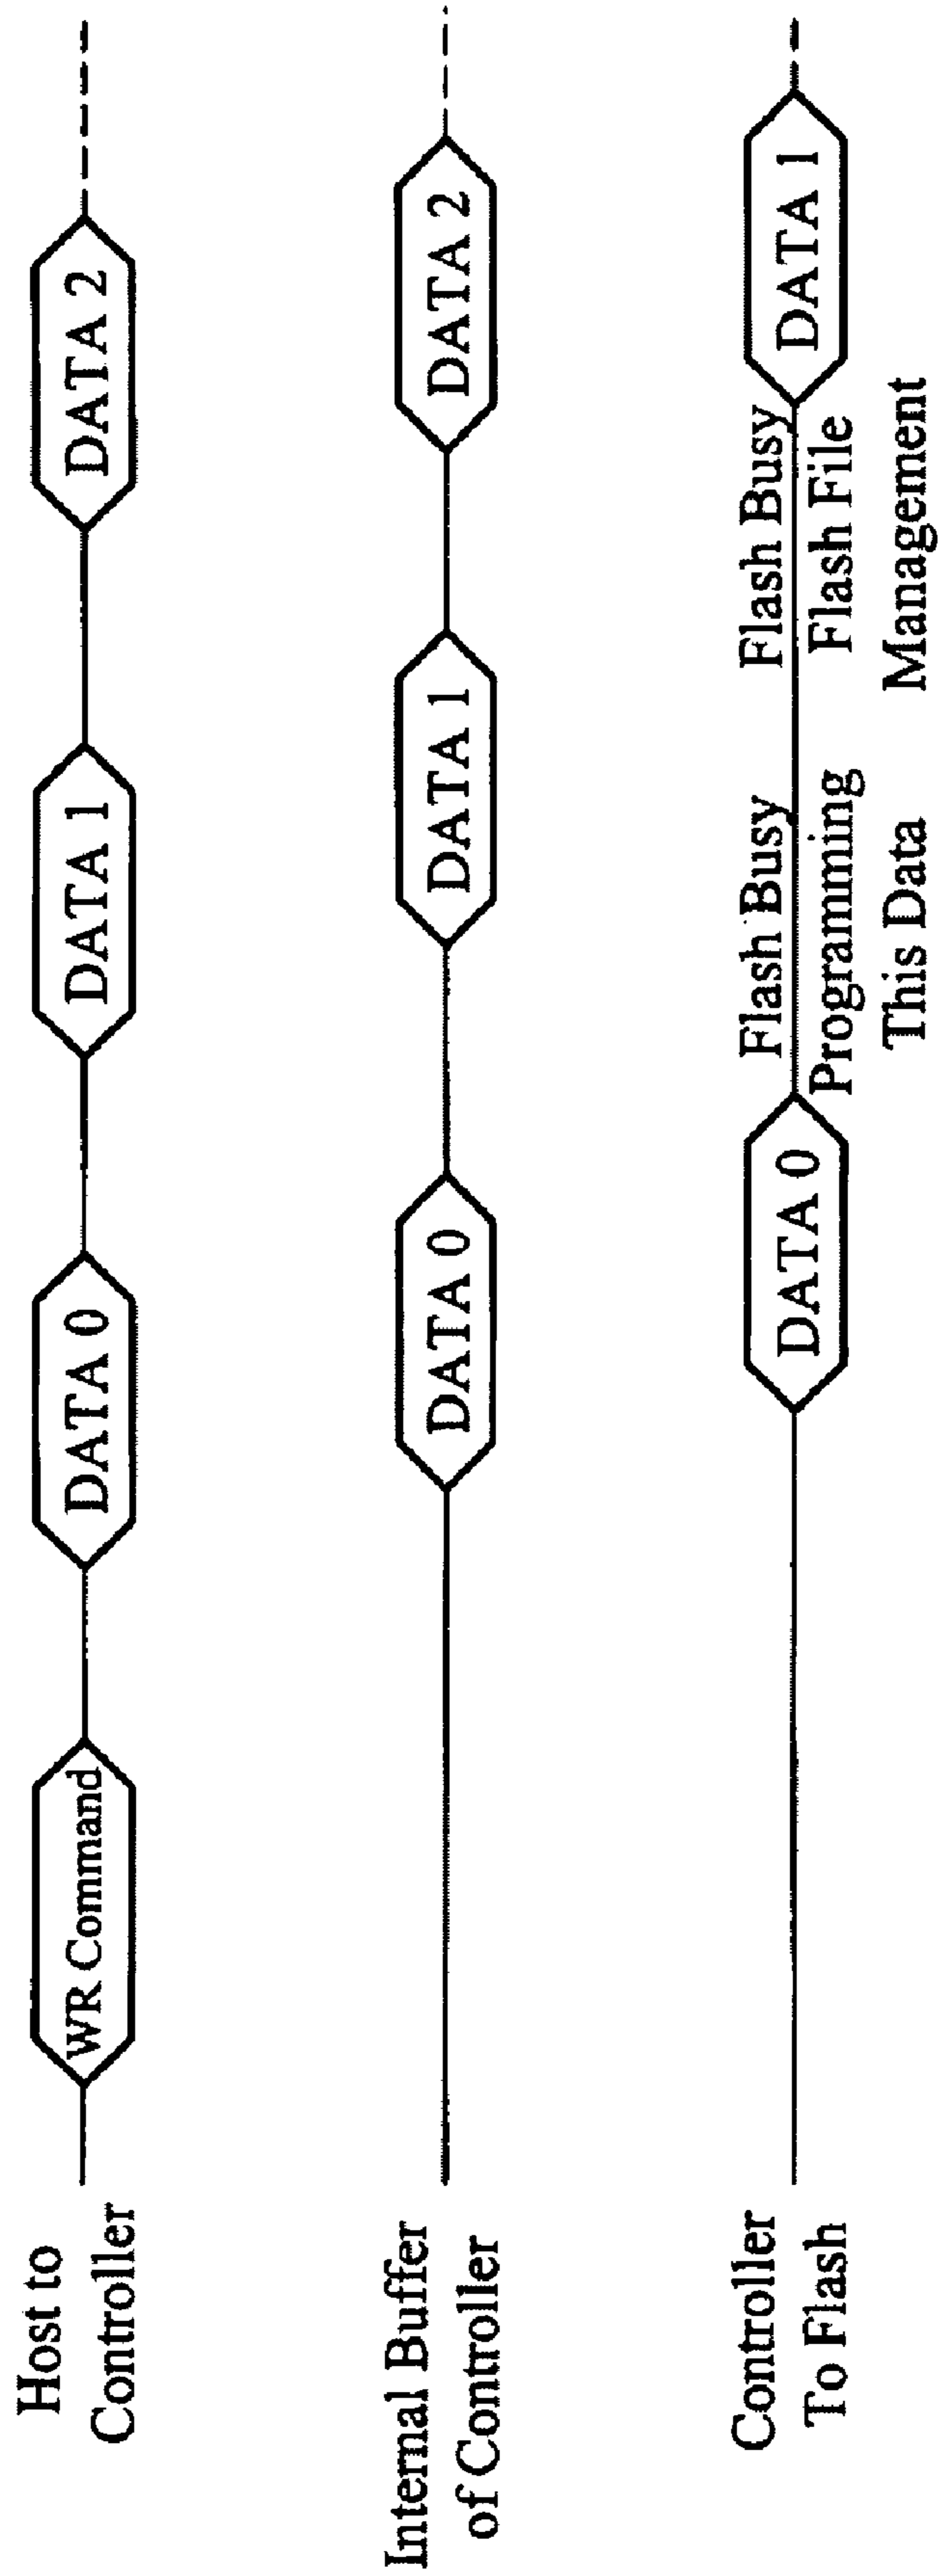 Host to
Controller
WR Command
DATA 0
DATA 1
DATA 2
Internal Buffer
of Controller
DATA 0
DATA 1
DATA 2
Controller
To Flash
DATA 0
Flash Busy
Programming
This Data
Flash Busy
Flash File
Management
DATA 1